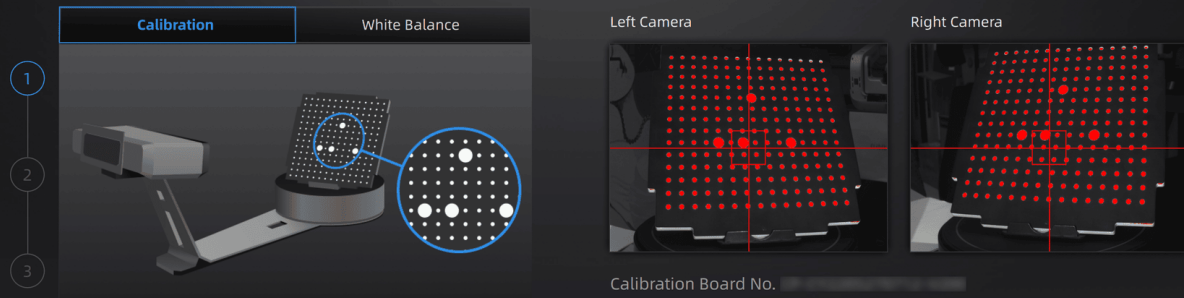 Calibration
White Balance
1
2
3
Left Camera
Right Camera
Calibration Board No.